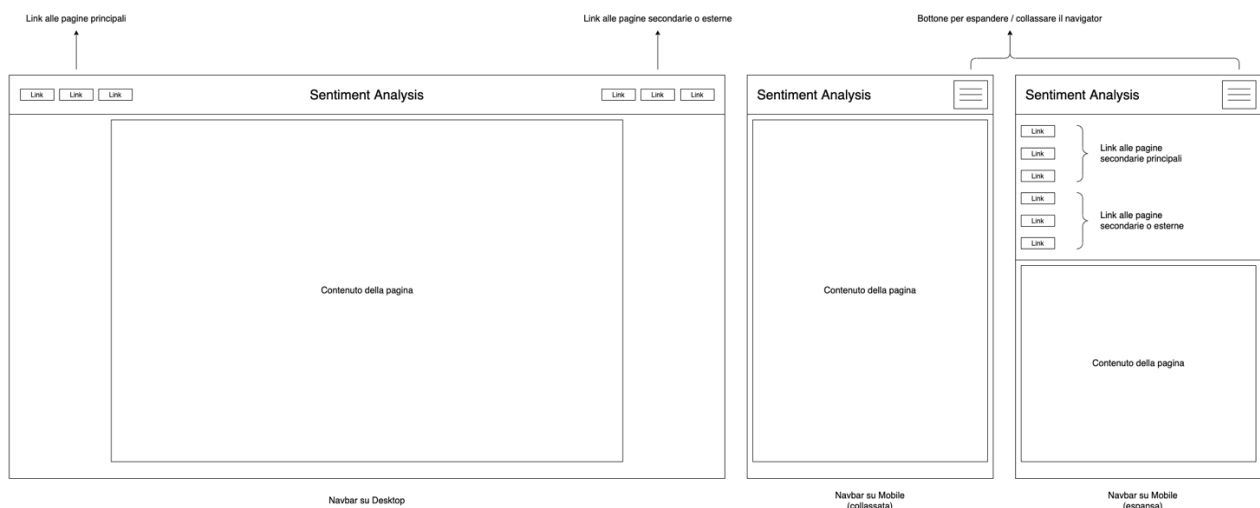 Link alle pagine principali
Link alle pagine secondarie o esterne
Bottone per espandere / collassare il navigator
Link
Link
Link
Sentiment Analysis
Link
Link
Link
Sentiment Analysis
Sentiment Analysis
Link
Link
Link
Link alle pagine
secondarie principali
Link
Link
Link
Link alle pagine
secondarie o esterne
Contenuto della pagina
Contenuto della pagina
Contenuto della pagina
Navbar su Desktop
Navbar su Mobile
(collassata)
Navbar su Mobile
(espansa)